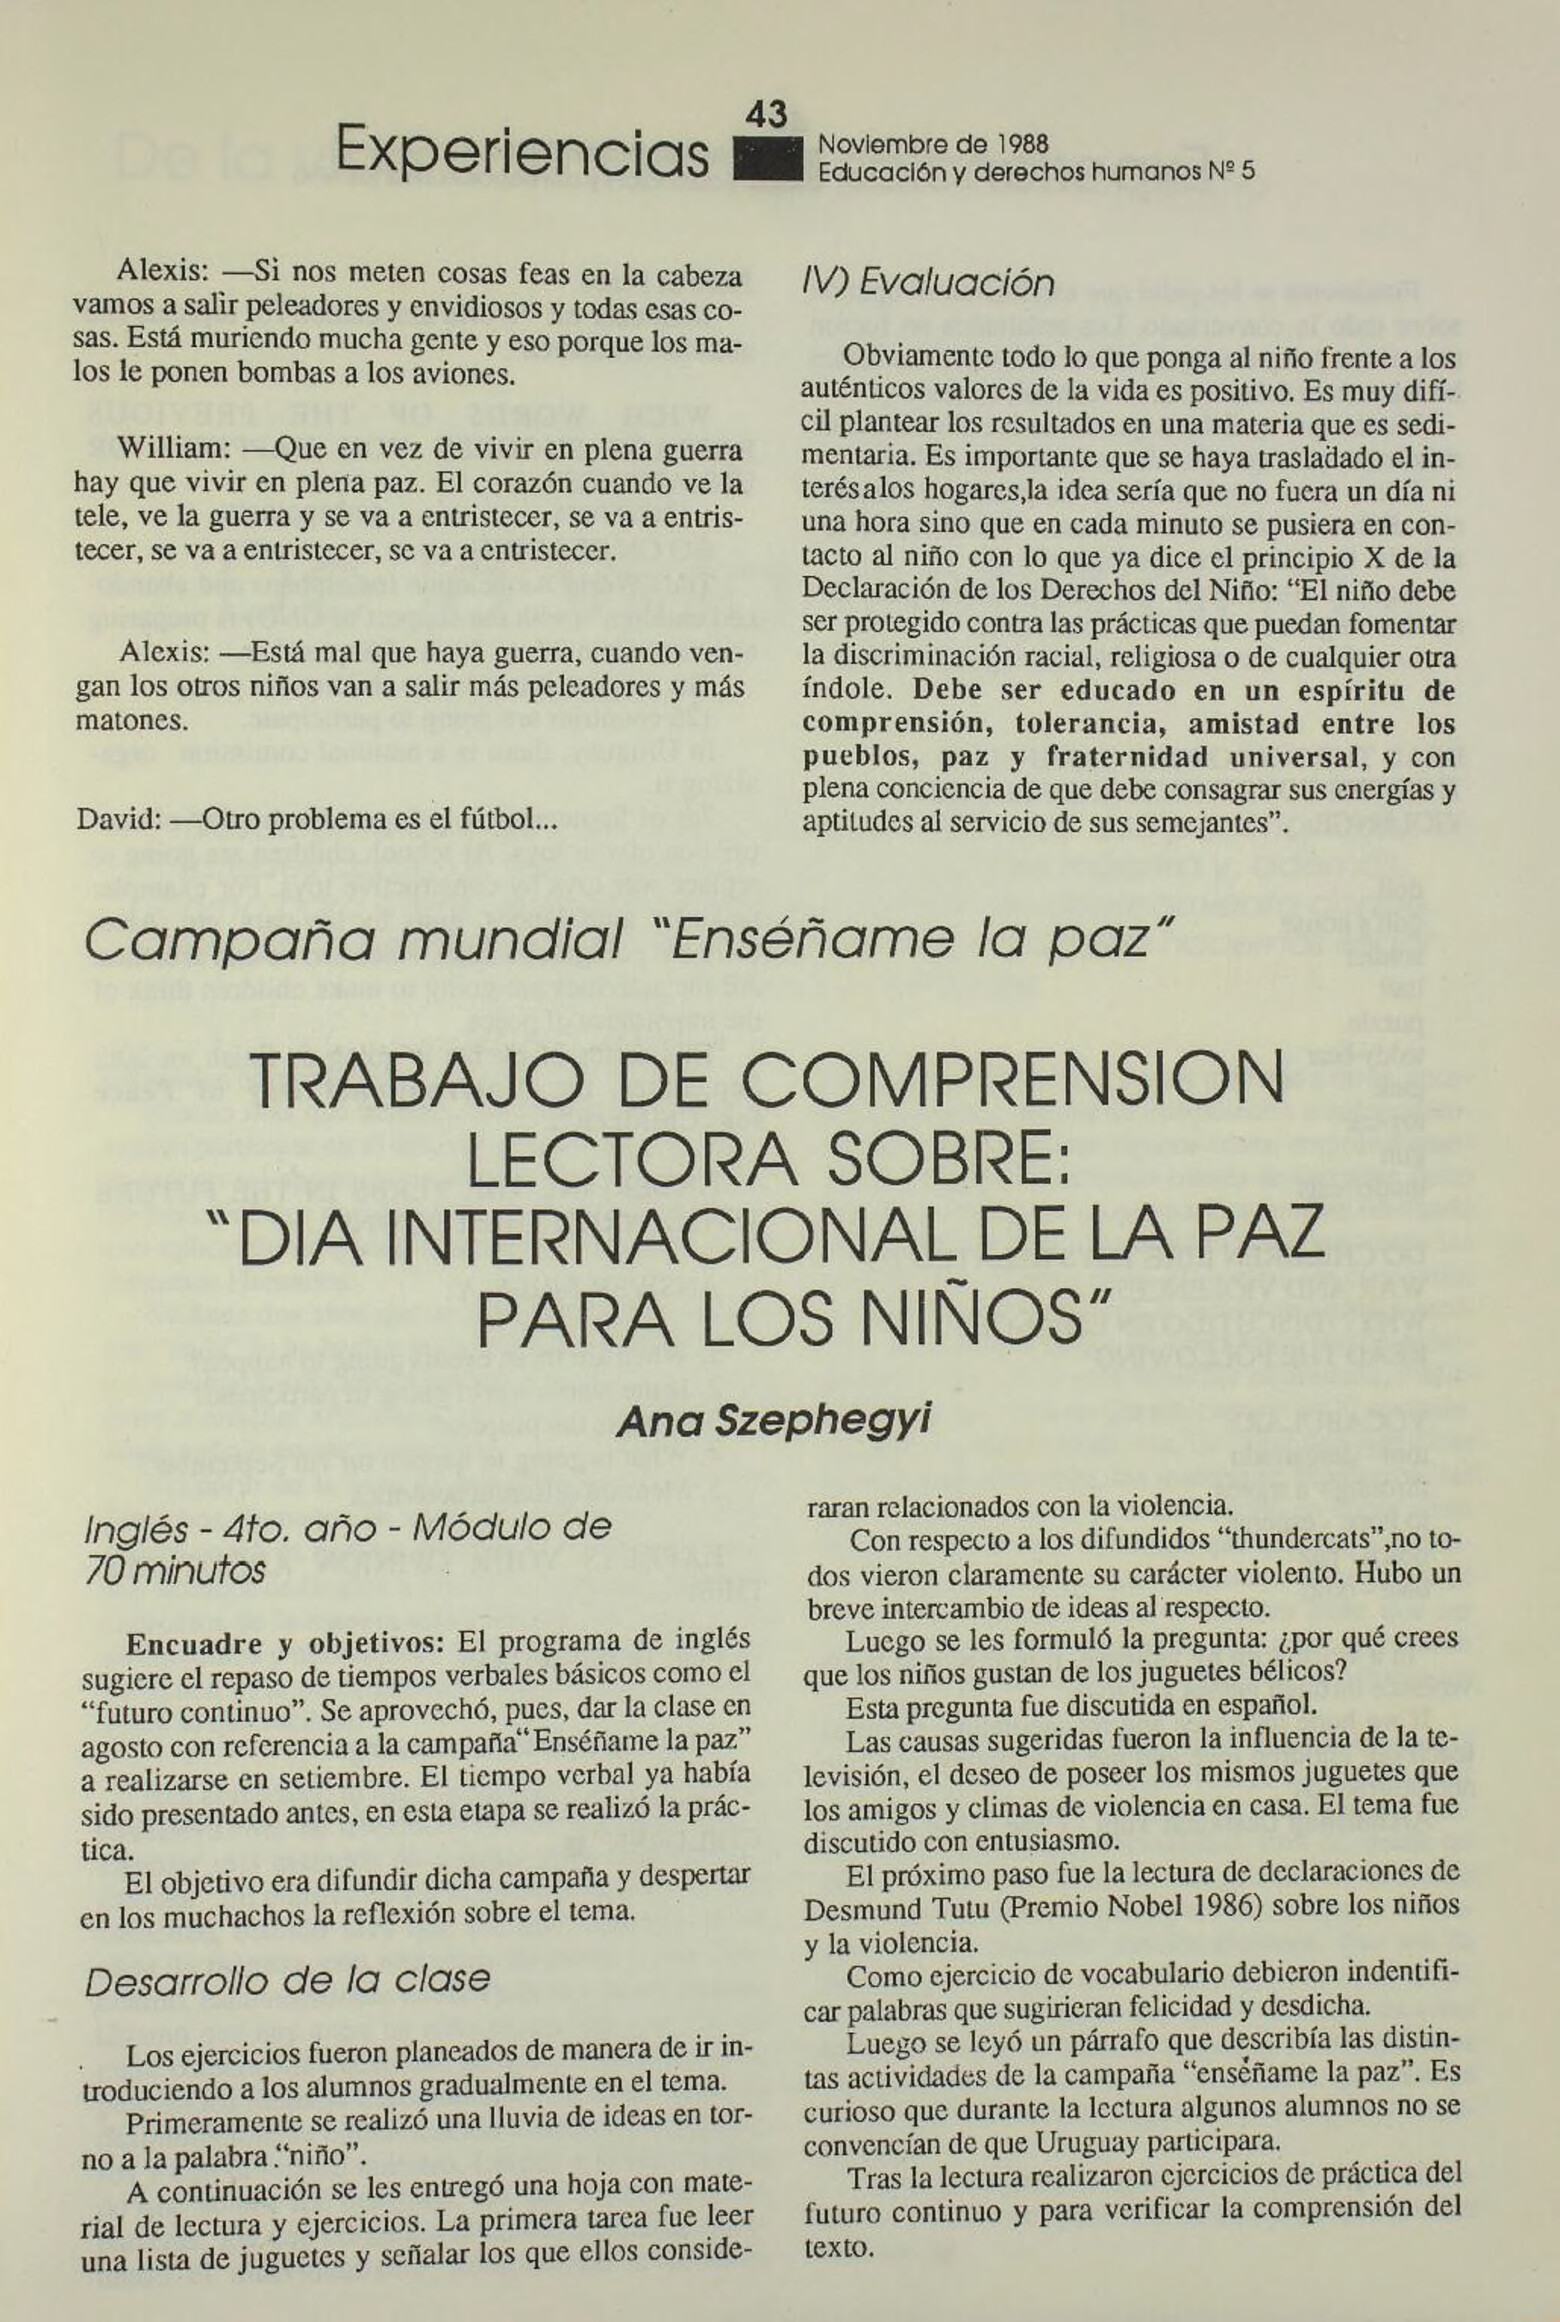 43
Experiencias
Noviembre de 1988
Educación y derechos humanos Nº 5
Alexis: —Si nos meten cosas feas en la cabeza
vamos a salir peleadores y envidiosos y todas esas co-
sas. Está muriendo mucha gente y eso porque los ma-
los le ponen bombas a los aviones.
William: —Que en vez de vivir en plena guerra
hay que vivir en plena paz. El corazón cuando ve la
tele, ve la guerra y se va a entristecer, se va a entris-
tecer, se va a entristecer, se va a entristecer.
Alexis: —Está mal que haya guerra, cuando ven-
gan los otros niños van a salir más peleadores y más
matones.
David: —Otro problema es el fútbol...
IV) Evaluación
Obviamente todo lo que ponga al niño frente a los
auténticos valores de la vida es positivo. Es muy difí-
cil plantear los resultados en una materia que es sedi-
mentaria. Es importante que se haya trasladado el in-
terés a los hogares, la idea sería que no fuera un día ni
una hora sino que en cada minuto se pusiera en con-
tacto al niño con lo que ya dice el principio X de la
Declaración de los Derechos del Niño: “El niño debe
ser protegido contra las prácticas que puedan fomentar
la discriminación racial, religiosa o de cualquier otra
índole. Debe ser educado en un espíritu de
comprensión, tolerancia, amistad entre los
pueblos, paz y fraternidad universal, y con
plena conciencia de que debe consagrar sus energías y
aptitudes al servicio de sus semejantes”.
Campaña mundial "Enséñame la paz"
TRABAJO DE COMPRENSION
LECTORA SOBRE:
"DIA INTERNACIONAL DE LA PAZ
PARA LOS NIÑOS"
Ana Szephegyi
Inglés - 4to. año - Módulo de
70 minutos
Encuadre y objetivos: El programa de inglés
sugiere el repaso de tiempos verbales básicos como el
“futuro continuo”. Se aprovechó, pues, dar la clase en
agosto con referencia a la campaña“Enséñame la paz”
a realizarse en setiembre. El tiempo verbal ya había
sido presentado antes, en esta etapa se realizó la prác-
tica.
El objetivo era difundir dicha campaña y despertar
en los muchachos la reflexión sobre el tema.
Desarrollo de la clase
Los ejercicios fueron planeados de manera de ir in-
troduciendo a los alumnos gradualmente en el tema.
Primeramente se realizó una lluvia de ideas en tor-
no a la palabra :“niño”.
A continuación se les entregó una hoja con mate-
rial de lectura y ejercicios. La primera tarea fue leer
una lista de juguetes y señalar los que ellos conside-
raran relacionados con la violencia.
Con respecto a los difundidos “thundercats”,no to-
dos vieron claramente su carácter violento. Hubo un
breve intercambio de ideas al respecto.
Luego se les formuló la pregunta: ¿por qué crees
que los niños gustan de los juguetes bélicos?
Esta pregunta fue discutida en español.
Las causas sugeridas fueron la influencia de la te-
levisión, el deseo de poseer los mismos juguetes que
los amigos y climas de violencia en casa. El tema fue
discutido con entusiasmo.
El próximo paso fue la lectura de declaraciones de
Desmund Tutu (Premio Nobel 1986) sobre los niños
y la violencia.
Como ejercicio de vocabulario debieron indentifi-
car palabras que sugirieran felicidad y desdicha.
Luego se leyó un párrafo que describía las distin-
tas actividades de la campaña “enséñame la paz”. Es
curioso que durante la lectura algunos alumnos no se
convencían de que Uruguay participara.
Tras la lectura realizaron ejercicios de práctica del
futuro continuo y para verificar la comprensión del
texto.